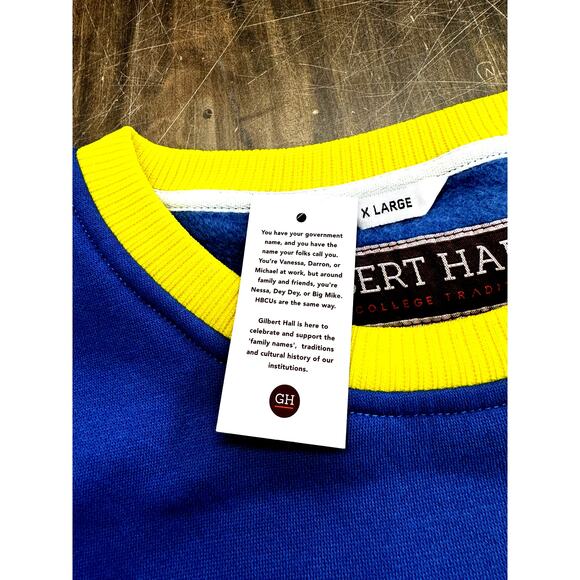 X LARGE
BERT HA
COLLEGE TRADI
You have your government
name, and you have the
name your folks call you.
You're Vanessa, Darron, or
Michael at work, but around
family and friends, you're
Nessa, Dey Dey, or Big Mike.
HBCUs are the same way.
Gilbert Hall is here to
celebrate and support the
'family names', traditions
and cultural history of our
institutions.
GH